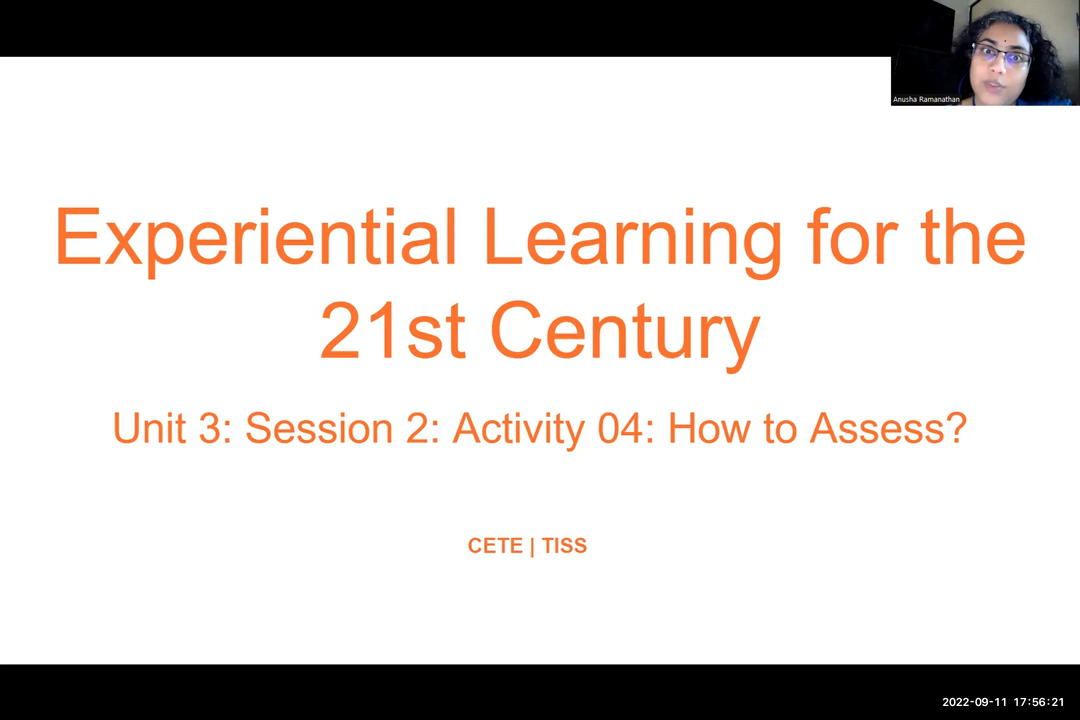 Anusha Ramanathan
Experiential Learning for the
21st Century
Unit 3: Session 2: Activity 04: How to Assess?
CETE | TISS
2022-09-11 17:56:21